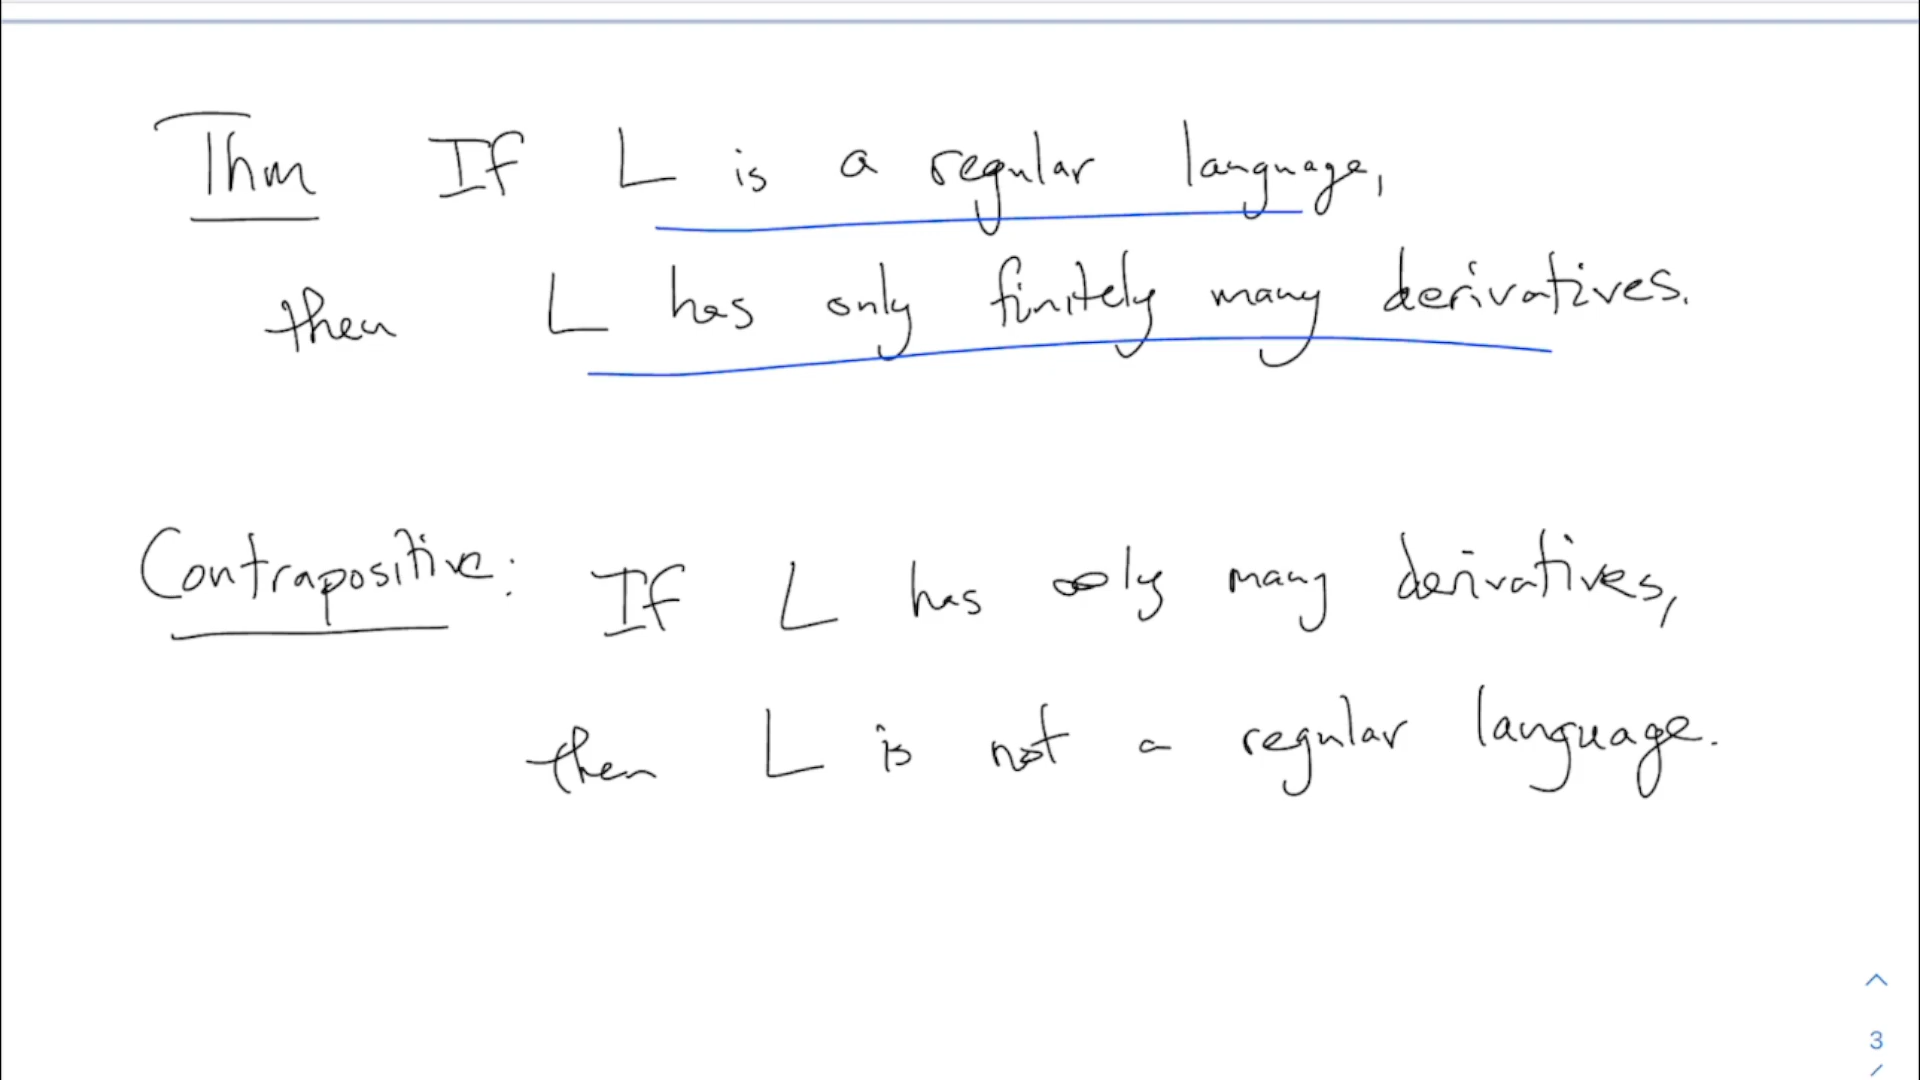 Thm If L is a regular language,
then L has only finitely many derivatives.
Contrapositive: If L has ∞ly many derivatives,
then L is not a regular language.
3